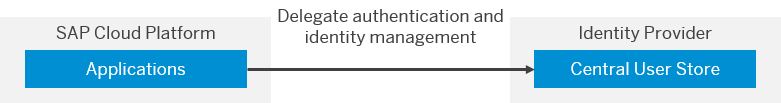 SAP Cloud Platform
Applications
Delegate authentication and
identity management
Identity Provider
Central User Store